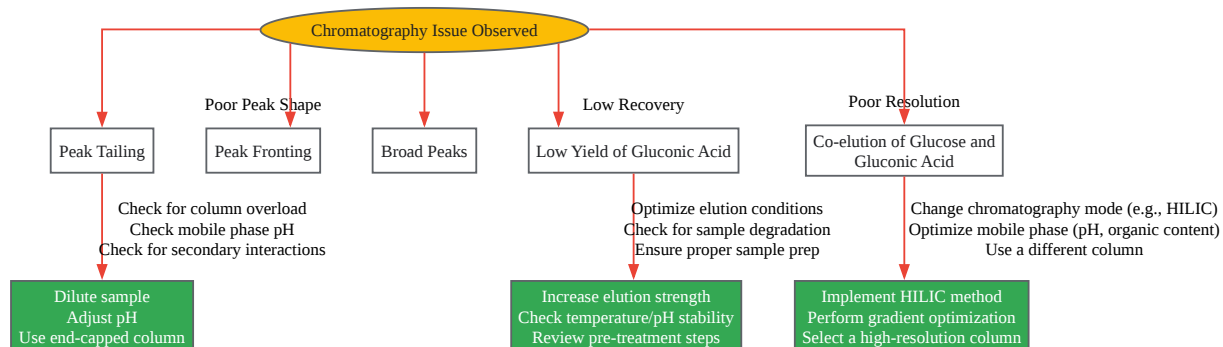 Chromatography Issue Observed
Poor Peak Shape
Low Recovery
Poor Resolution
Peak Tailing
Peak Fronting
Broad Peaks
Low Yield of Gluconic Acid
Co-elution of Glucose and
Gluconic Acid
Check for column overload
Check mobile phase pH
Check for secondary interactions
Optimize elution conditions
Check for sample degradation
Ensure proper sample prep
Change chromatography mode (e.g., HILIC)
Optimize mobile phase (pH, organic content)
Use a different column
Dilute sample
Adjust pH
Use end-capped column
Increase elution strength
Check temperature/pH stability
Review pre-treatment steps
Implement HILIC method
Perform gradient optimization
Select a high-resolution column